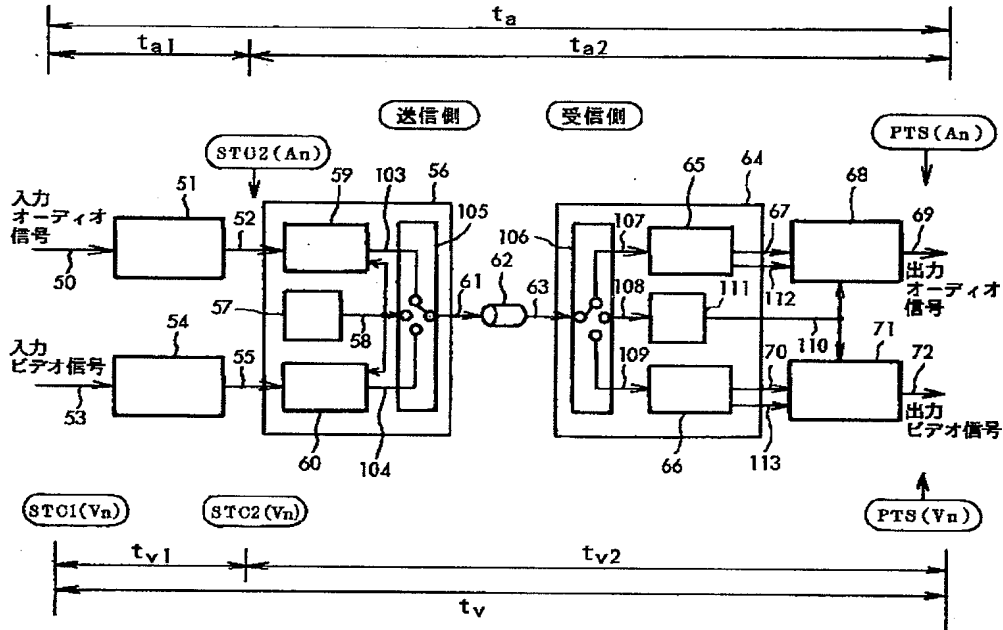 ta
ta1
ta2
送信側
受信側
STC2(An)
PTS(An)
入力
オーディオ
信号
50
51
52
59
103
56
105
106
107
65
64
67
68
69
出力
オーディオ
信号
57
58
61
62
63
108
111
112
110
入力
ビデオ信号
53
54
55
60
104
109
66
70
113
71
72
出力
ビデオ信号
STC1(Vn)
STC2(Vn)
PTS(Vn)
tv1
tv2
tv